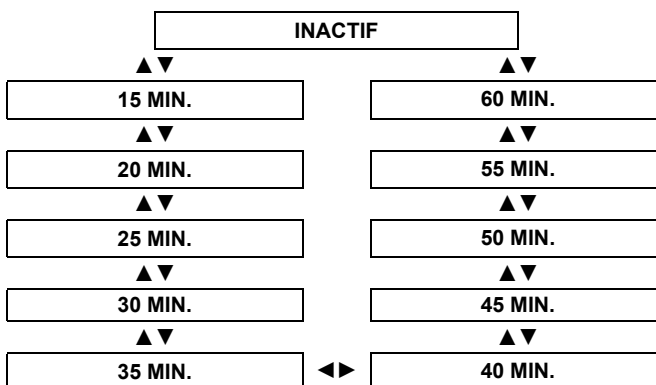 INACTIF
▲▼ ▲▼
15 MIN. 60 MIN.
▲▼ ▲▼
20 MIN. 55 MIN.
▲▼ ▲▼
25 MIN. 50 MIN.
▲▼ ▲▼
30 MIN. 45 MIN.
▲▼ ▲▼
35 MIN. ◄► 40 MIN.